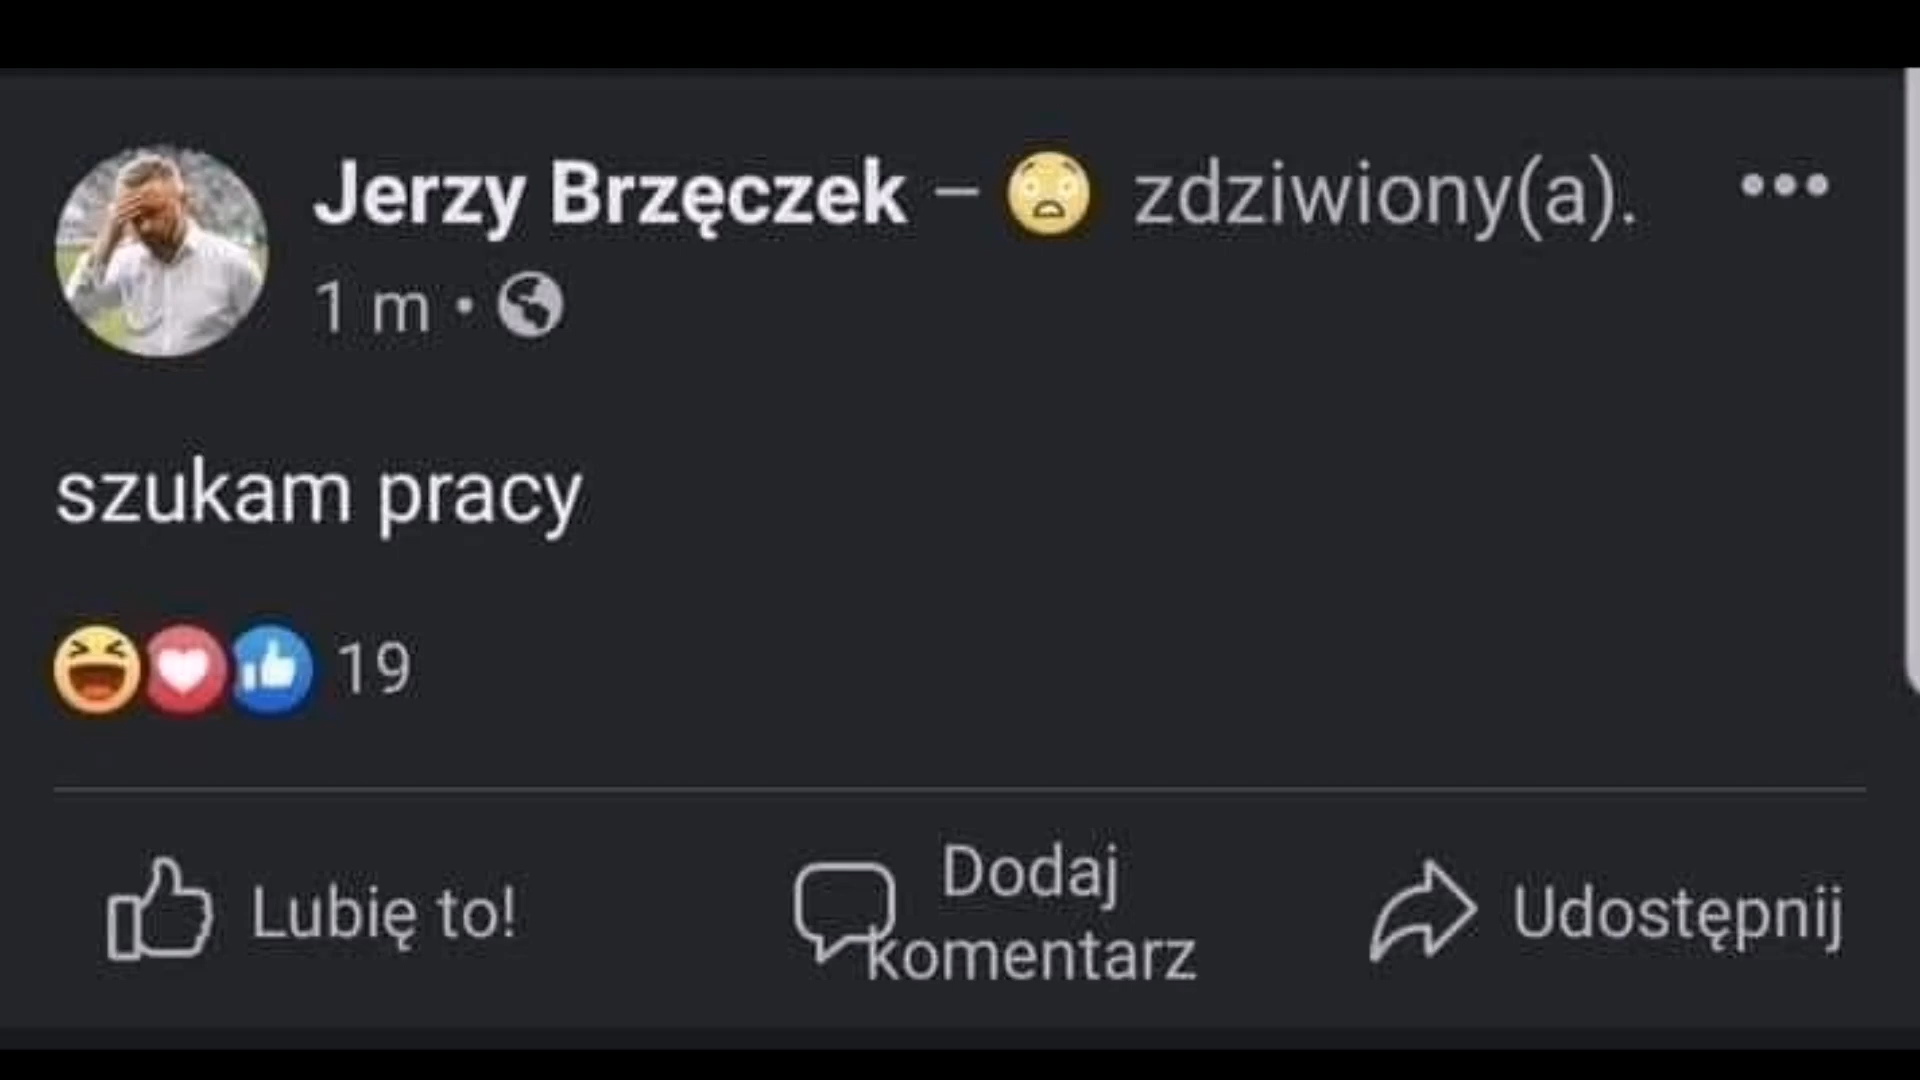 Jerzy Brzęczek – 😧 zdziwiony(a).
1 m •
szukam pracy
19
Lubię to!
Dodaj
komentarz
Udostępnij